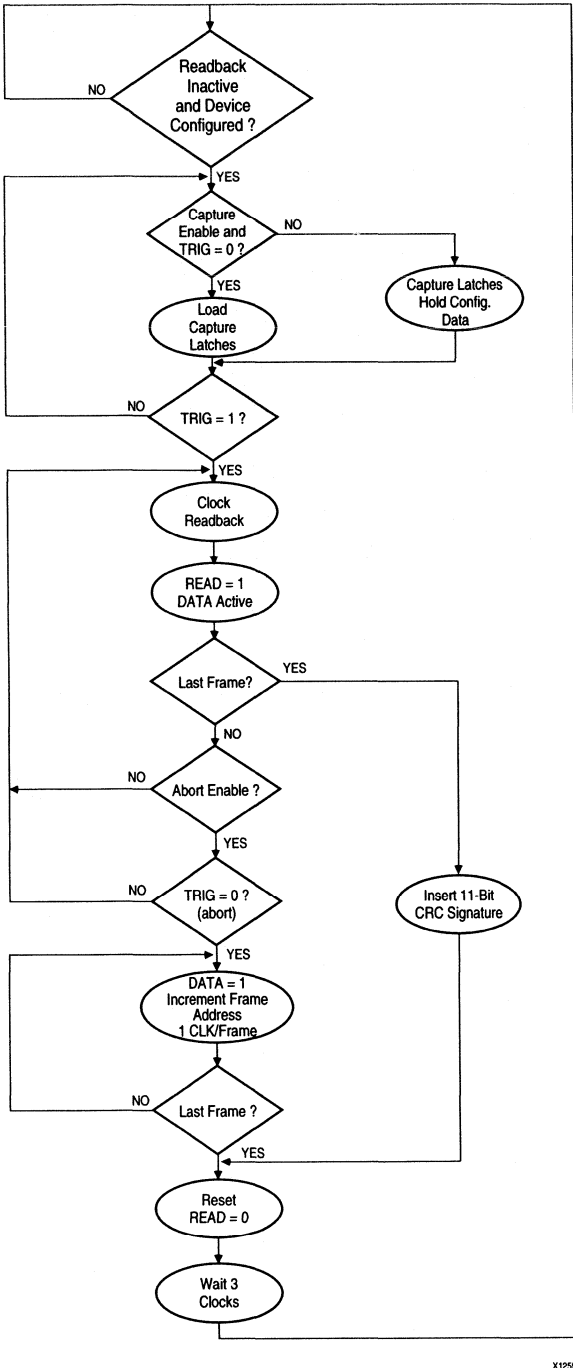 Readback
Inactive
and Device
Configured ?
NO
YES
Capture
Enable and
TRIG = 0 ?
NO
YES
Capture Latches
Hold Config.
Data
Load
Capture
Latches
TRIG = 1 ?
NO
YES
Clock
Readback
READ = 1
DATA Active
Last Frame?
YES
NO
Abort Enable ?
NO
YES
TRIG = 0 ?
(abort)
NO
Insert 11-Bit
CRC Signature
YES
DATA = 1
Increment Frame
Address
1 CLK/Frame
Last Frame ?
NO
YES
Reset
READ = 0
Wait 3
Clocks